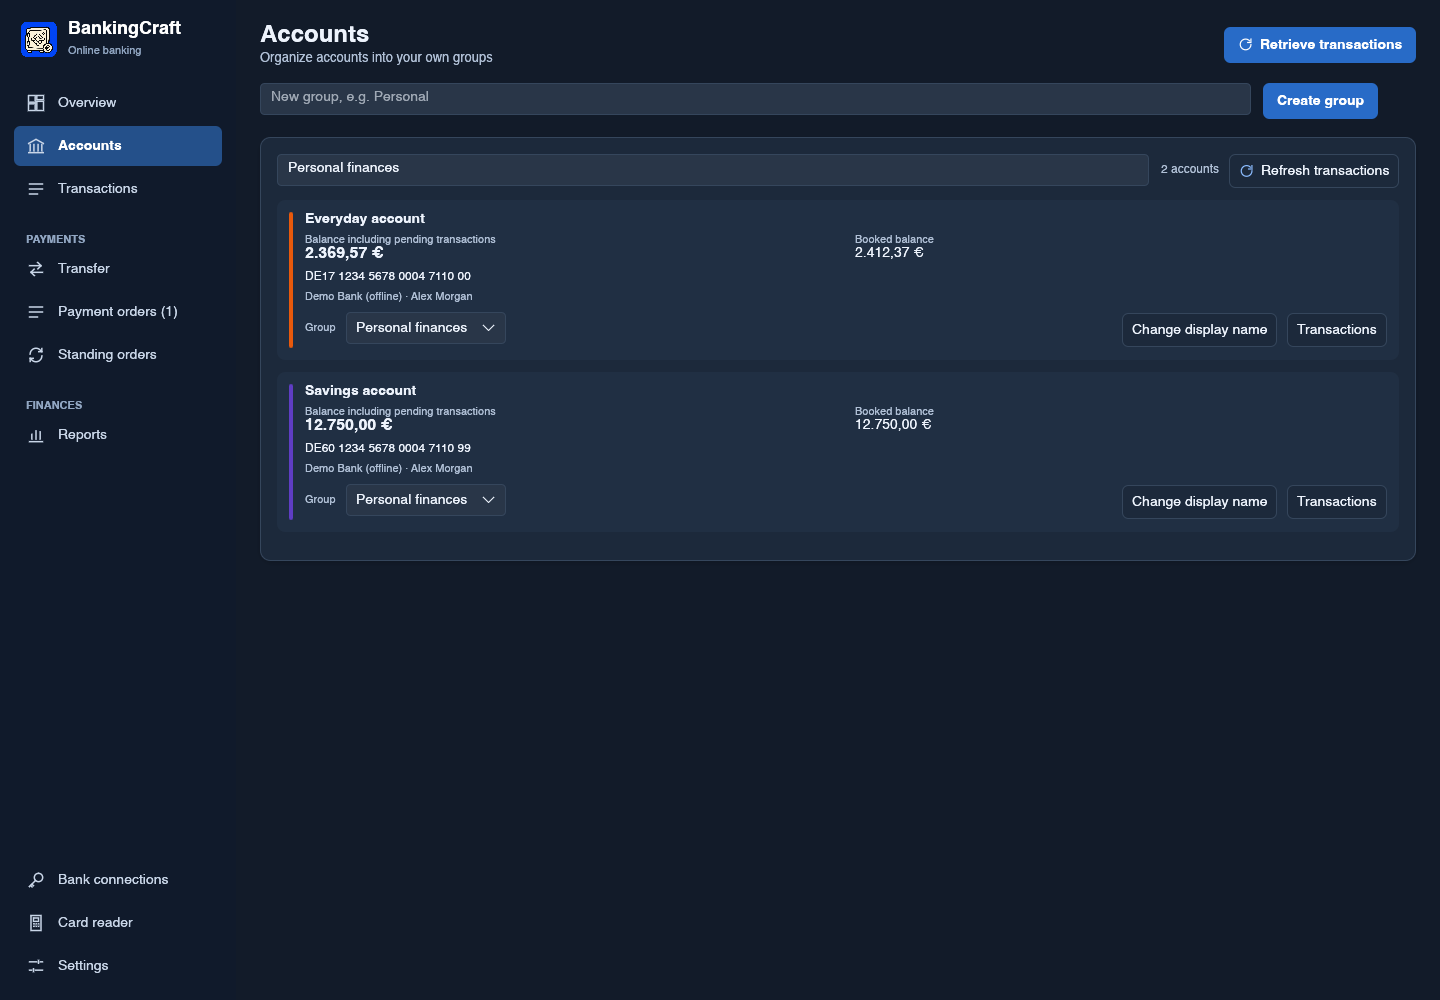 BankingCraft
Online banking
Overview
Accounts
Transactions
PAYMENTS
Transfer
Payment orders (1)
Standing orders
FINANCES
Reports
Bank connections
Card reader
Settings
Accounts
Organize accounts into your own groups
Retrieve transactions
New group, e.g. Personal
Create group
Personal finances
2 accounts
Refresh transactions
Everyday account
Balance including pending transactions
Booked balance
2.369,57 €
2.412,37 €
DE17 1234 5678 0004 7110 00
Demo Bank (offline) · Alex Morgan
Group
Personal finances
Change display name
Transactions
Savings account
Balance including pending transactions
Booked balance
12.750,00 €
12.750,00 €
DE60 1234 5678 0004 7110 99
Demo Bank (offline) · Alex Morgan
Group
Personal finances
Change display name
Transactions